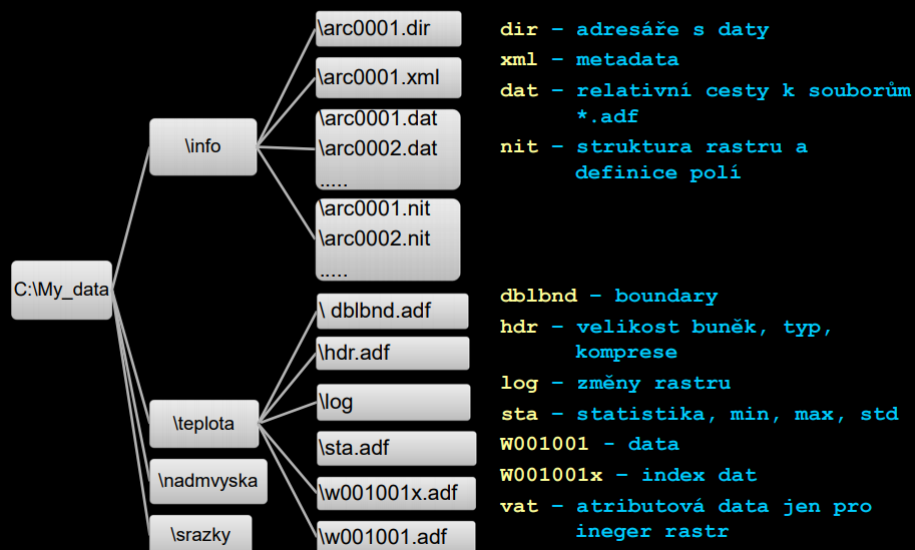 C:\My_data
\info
\teplota
\nadmvyska
\srazky
\arc0001.dir
\arc0001.xml
\arc0001.dat
\arc0002.dat
.....
\arc0001.nit
\arc0002.nit
.....
\ dblbnd.adf
\hdr.adf
\log
\sta.adf
\w001001x.adf
\w001001.adf
dir – adresáře s daty
xml – metadata
dat – relativní cesty k souborům
*.adf
nit – struktura rastru a
definice polí
dblbnd – boundary
hdr – velikost buněk, typ,
komprese
log – změny rastru
sta – statistika, min, max, std
W001001 - data
W001001x – index dat
vat – atributová data jen pro
ineger rastr